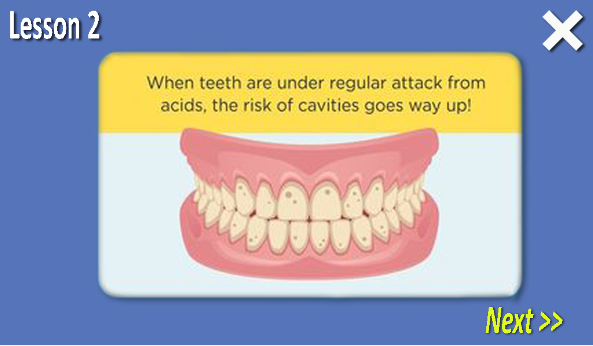 Lesson 2
When teeth are under regular attack from
acids, the risk of cavities goes way up!
Next >>